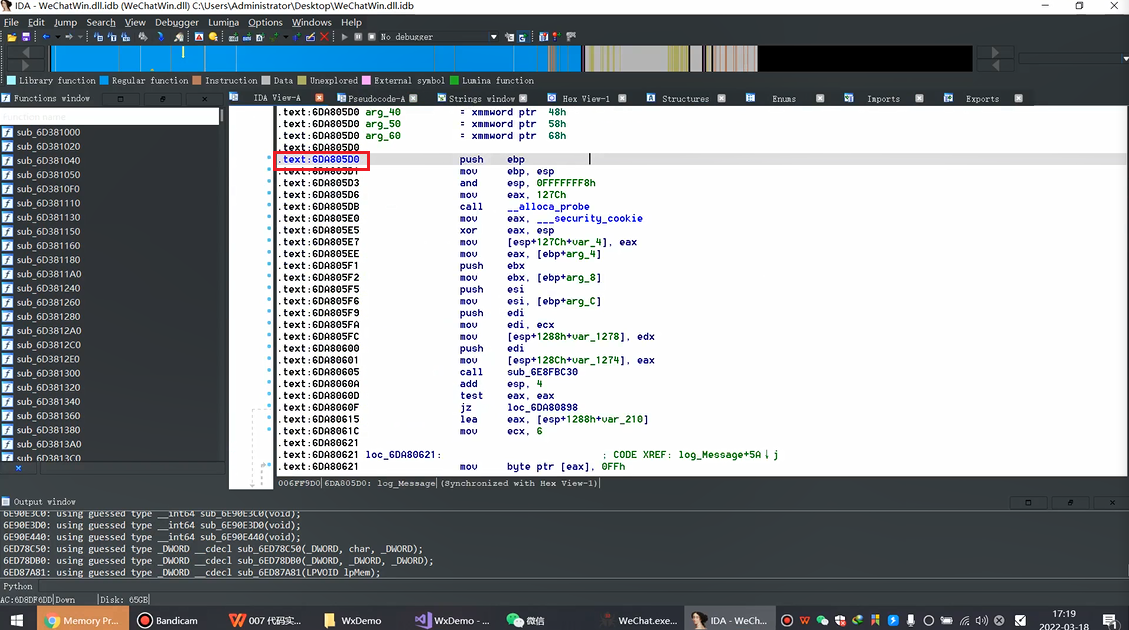 IDA - WeChatWin.dll.idb (WeChatWin.dll) C:\Users\Administrator\Desktop\WeChatWin.dll.idb
File Edit Jump Search View Debugger Lumina Options Windows Help
No debugger
Library function Regular function Instruction Data Unexplored External symbol Lumina function
Functions window
IDA View-A Pseudocode-A Strings window Hex View-1 Structures Enums Imports Exports
Function name
sub_6D381000
sub_6D381020
sub_6D381040
sub_6D381050
sub_6D3810F0
sub_6D381110
sub_6D381130
sub_6D381150
sub_6D381160
sub_6D381180
sub_6D3811A0
sub_6D381240
sub_6D381260
sub_6D381280
sub_6D3812A0
sub_6D3812C0
sub_6D3812E0
sub_6D381300
sub_6D381320
sub_6D381340
sub_6D381360
sub_6D381380
sub_6D3813A0
sub_6D3813C0
.text:6DA805D0 arg_40 = xmmword ptr 48h
.text:6DA805D0 arg_50 = xmmword ptr 58h
.text:6DA805D0 arg_60 = xmmword ptr 68h
.text:6DA805D0
.text:6DA805D0 push ebp
.text:6DA805D1 mov ebp, esp
.text:6DA805D3 and esp, 0FFFFFFF8h
.text:6DA805D6 mov eax, 127Ch
.text:6DA805DB call __alloca_probe
.text:6DA805E0 mov eax, ___security_cookie
.text:6DA805E5 xor eax, esp
.text:6DA805E7 mov [esp+127Ch+var_4], eax
.text:6DA805EE mov eax, [ebp+arg_4]
.text:6DA805F1 push ebx
.text:6DA805F2 mov ebx, [ebp+arg_8]
.text:6DA805F5 push esi
.text:6DA805F6 mov esi, [ebp+arg_C]
.text:6DA805F9 push edi
.text:6DA805FA mov edi, ecx
.text:6DA805FC mov [esp+1288h+var_1278], edx
.text:6DA80600 push edi
.text:6DA80601 mov [esp+128Ch+var_1274], eax
.text:6DA80605 call sub_6E8FBC30
.text:6DA8060A add esp, 4
.text:6DA8060D test eax, eax
.text:6DA8060F jz loc_6DA80898
.text:6DA80615 lea eax, [esp+1288h+var_210]
.text:6DA8061C mov ecx, 6
.text:6DA80621
.text:6DA80621 loc_6DA80621: ; CODE XREF: log_Message+5A↓j
.text:6DA80621 mov byte ptr [eax], 0FFh
006FF9D0 6DA805D0: log_Message (Synchronized with Hex View-1)
Output window
6E90E3C0: using guessed type __int64 sub_6E90E3C0(void);
6E90E3D0: using guessed type __int64 sub_6E90E3D0(void);
6E90E440: using guessed type __int64 sub_6E90E440(void);
6ED78C50: using guessed type _DWORD __cdecl sub_6ED78C50(_DWORD, char, _DWORD);
6ED78DB0: using guessed type _DWORD __cdecl sub_6ED78DB0(_DWORD, _DWORD, _DWORD);
6ED87A81: using guessed type _DWORD __cdecl sub_6ED87A81(LPVOID lpMem);
Python
AC:6D8DF6DD Down Disk: 65GB
Memory Pr... Bandicam 007 代码实... WxDemo WxDemo - ... 微信 WeChat.exe... IDA - WeCh...
17:19
2022-03-18